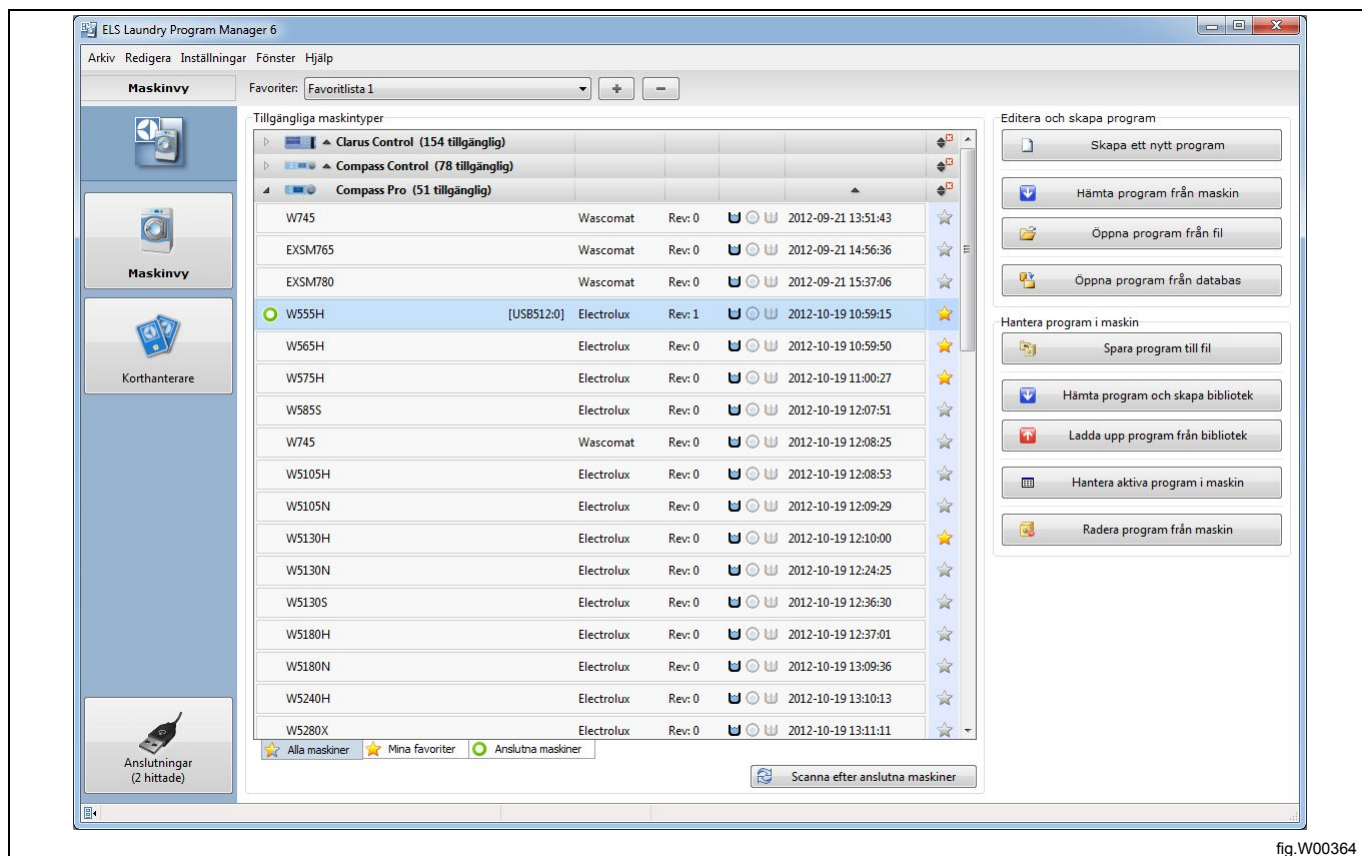 ELS Laundry Program Manager 6
Arkiv Redigera Inställningar Fönster Hjälp
Maskinvy
Favoriter: Favoritlista 1
Maskinvy
Korthanterare
Anslutningar
(2 hittade)
Tillgängliga maskintyper
Clarus Control (154 tillgänglig)
Compass Control (78 tillgänglig)
Compass Pro (51 tillgänglig)
W745 Wascomat Rev: 0 2012-09-21 13:51:43
EXSM765 Wascomat Rev: 0 2012-09-21 14:56:36
EXSM780 Wascomat Rev: 0 2012-09-21 15:37:06
W555H [USB512:0] Electrolux Rev: 1 2012-10-19 10:59:15
W565H Electrolux Rev: 0 2012-10-19 10:59:50
W575H Electrolux Rev: 0 2012-10-19 11:00:27
W585S Electrolux Rev: 0 2012-10-19 12:07:51
W745 Wascomat Rev: 0 2012-10-19 12:08:25
W5105H Electrolux Rev: 0 2012-10-19 12:08:53
W5105N Electrolux Rev: 0 2012-10-19 12:09:29
W5130H Electrolux Rev: 0 2012-10-19 12:10:00
W5130N Electrolux Rev: 0 2012-10-19 12:24:25
W5130S Electrolux Rev: 0 2012-10-19 12:36:30
W5180H Electrolux Rev: 0 2012-10-19 12:37:01
W5180N Electrolux Rev: 0 2012-10-19 13:09:36
W5240H Electrolux Rev: 0 2012-10-19 13:10:13
W5280X Electrolux Rev: 0 2012-10-19 13:11:11
Alla maskiner Mina favoriter Anslutna maskiner
Scanna efter anslutna maskiner
Editera och skapa program
Skapa ett nytt program
Hämta program från maskin
Öppna program från fil
Öppna program från databas
Hantera program i maskin
Spara program till fil
Hämta program och skapa bibliotek
Ladda upp program från bibliotek
Hantera aktiva program i maskin
Radera program från maskin
fig.W00364